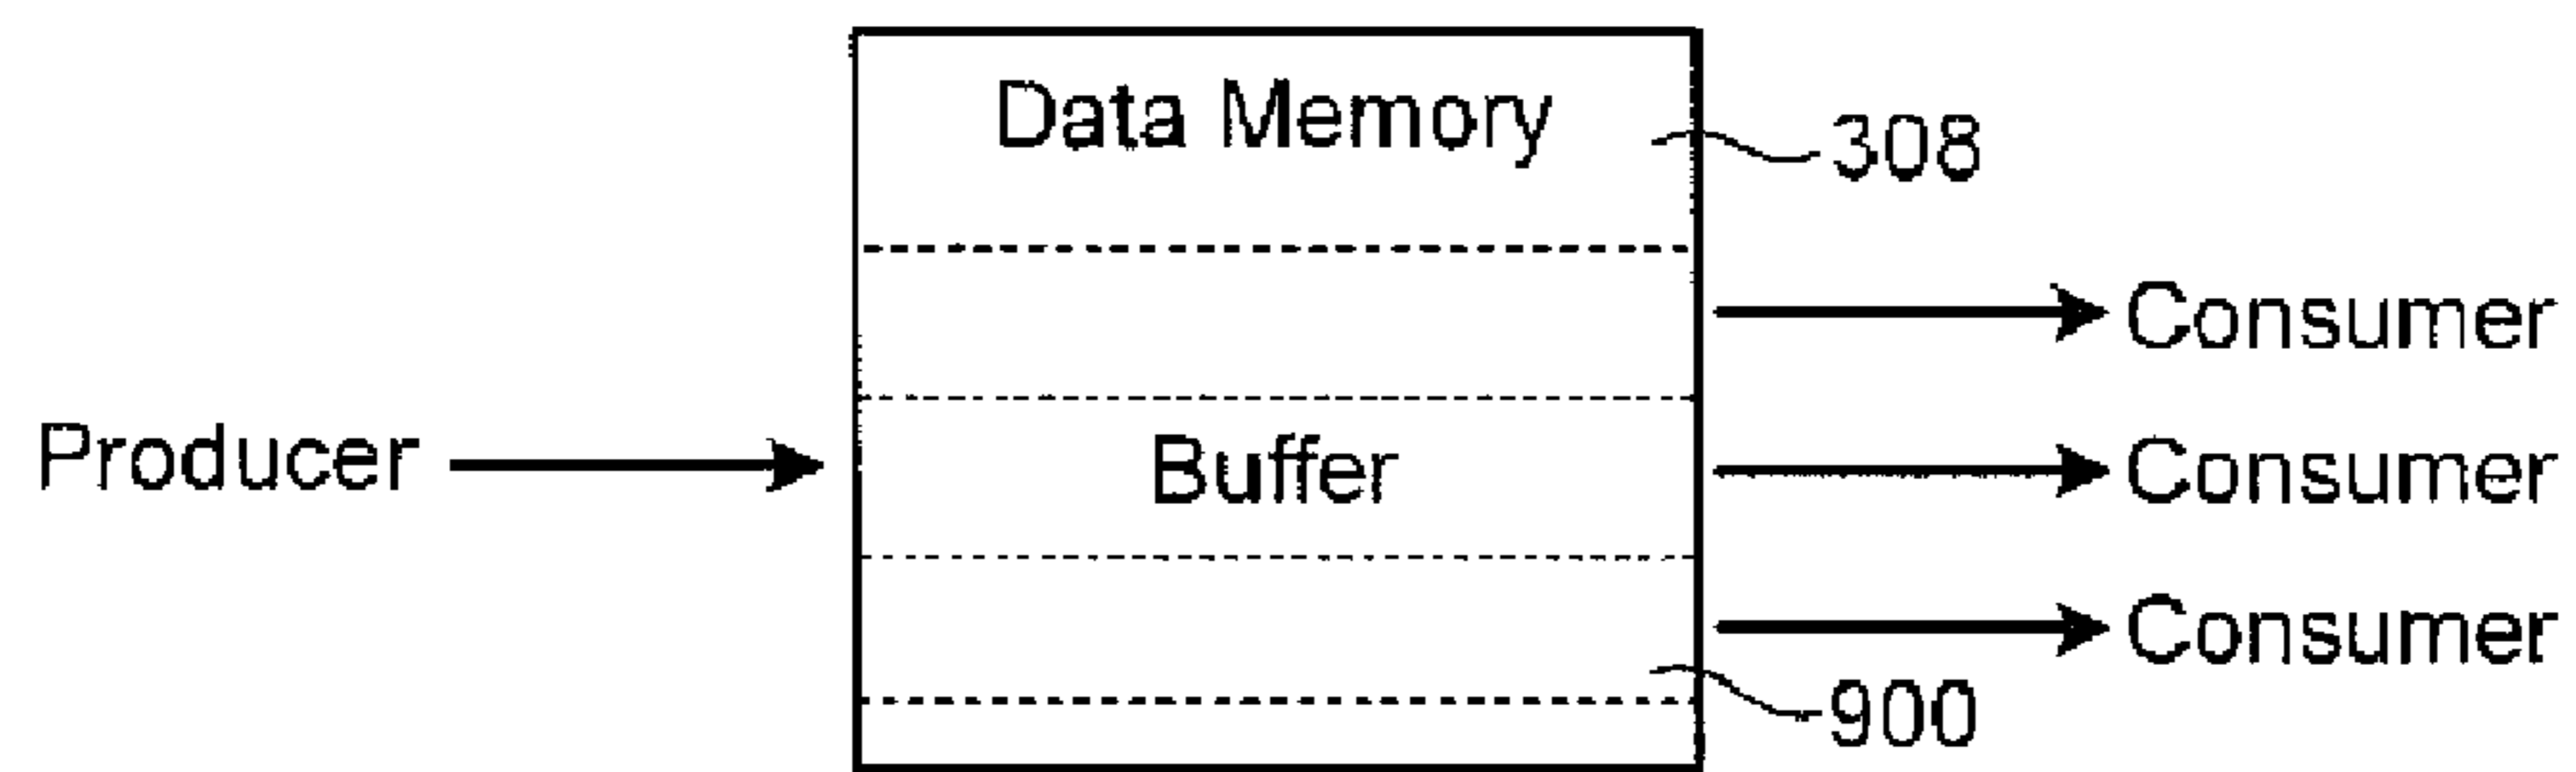 Data Memory
308
Consumer
Producer
Buffer
Consumer
Consumer
900